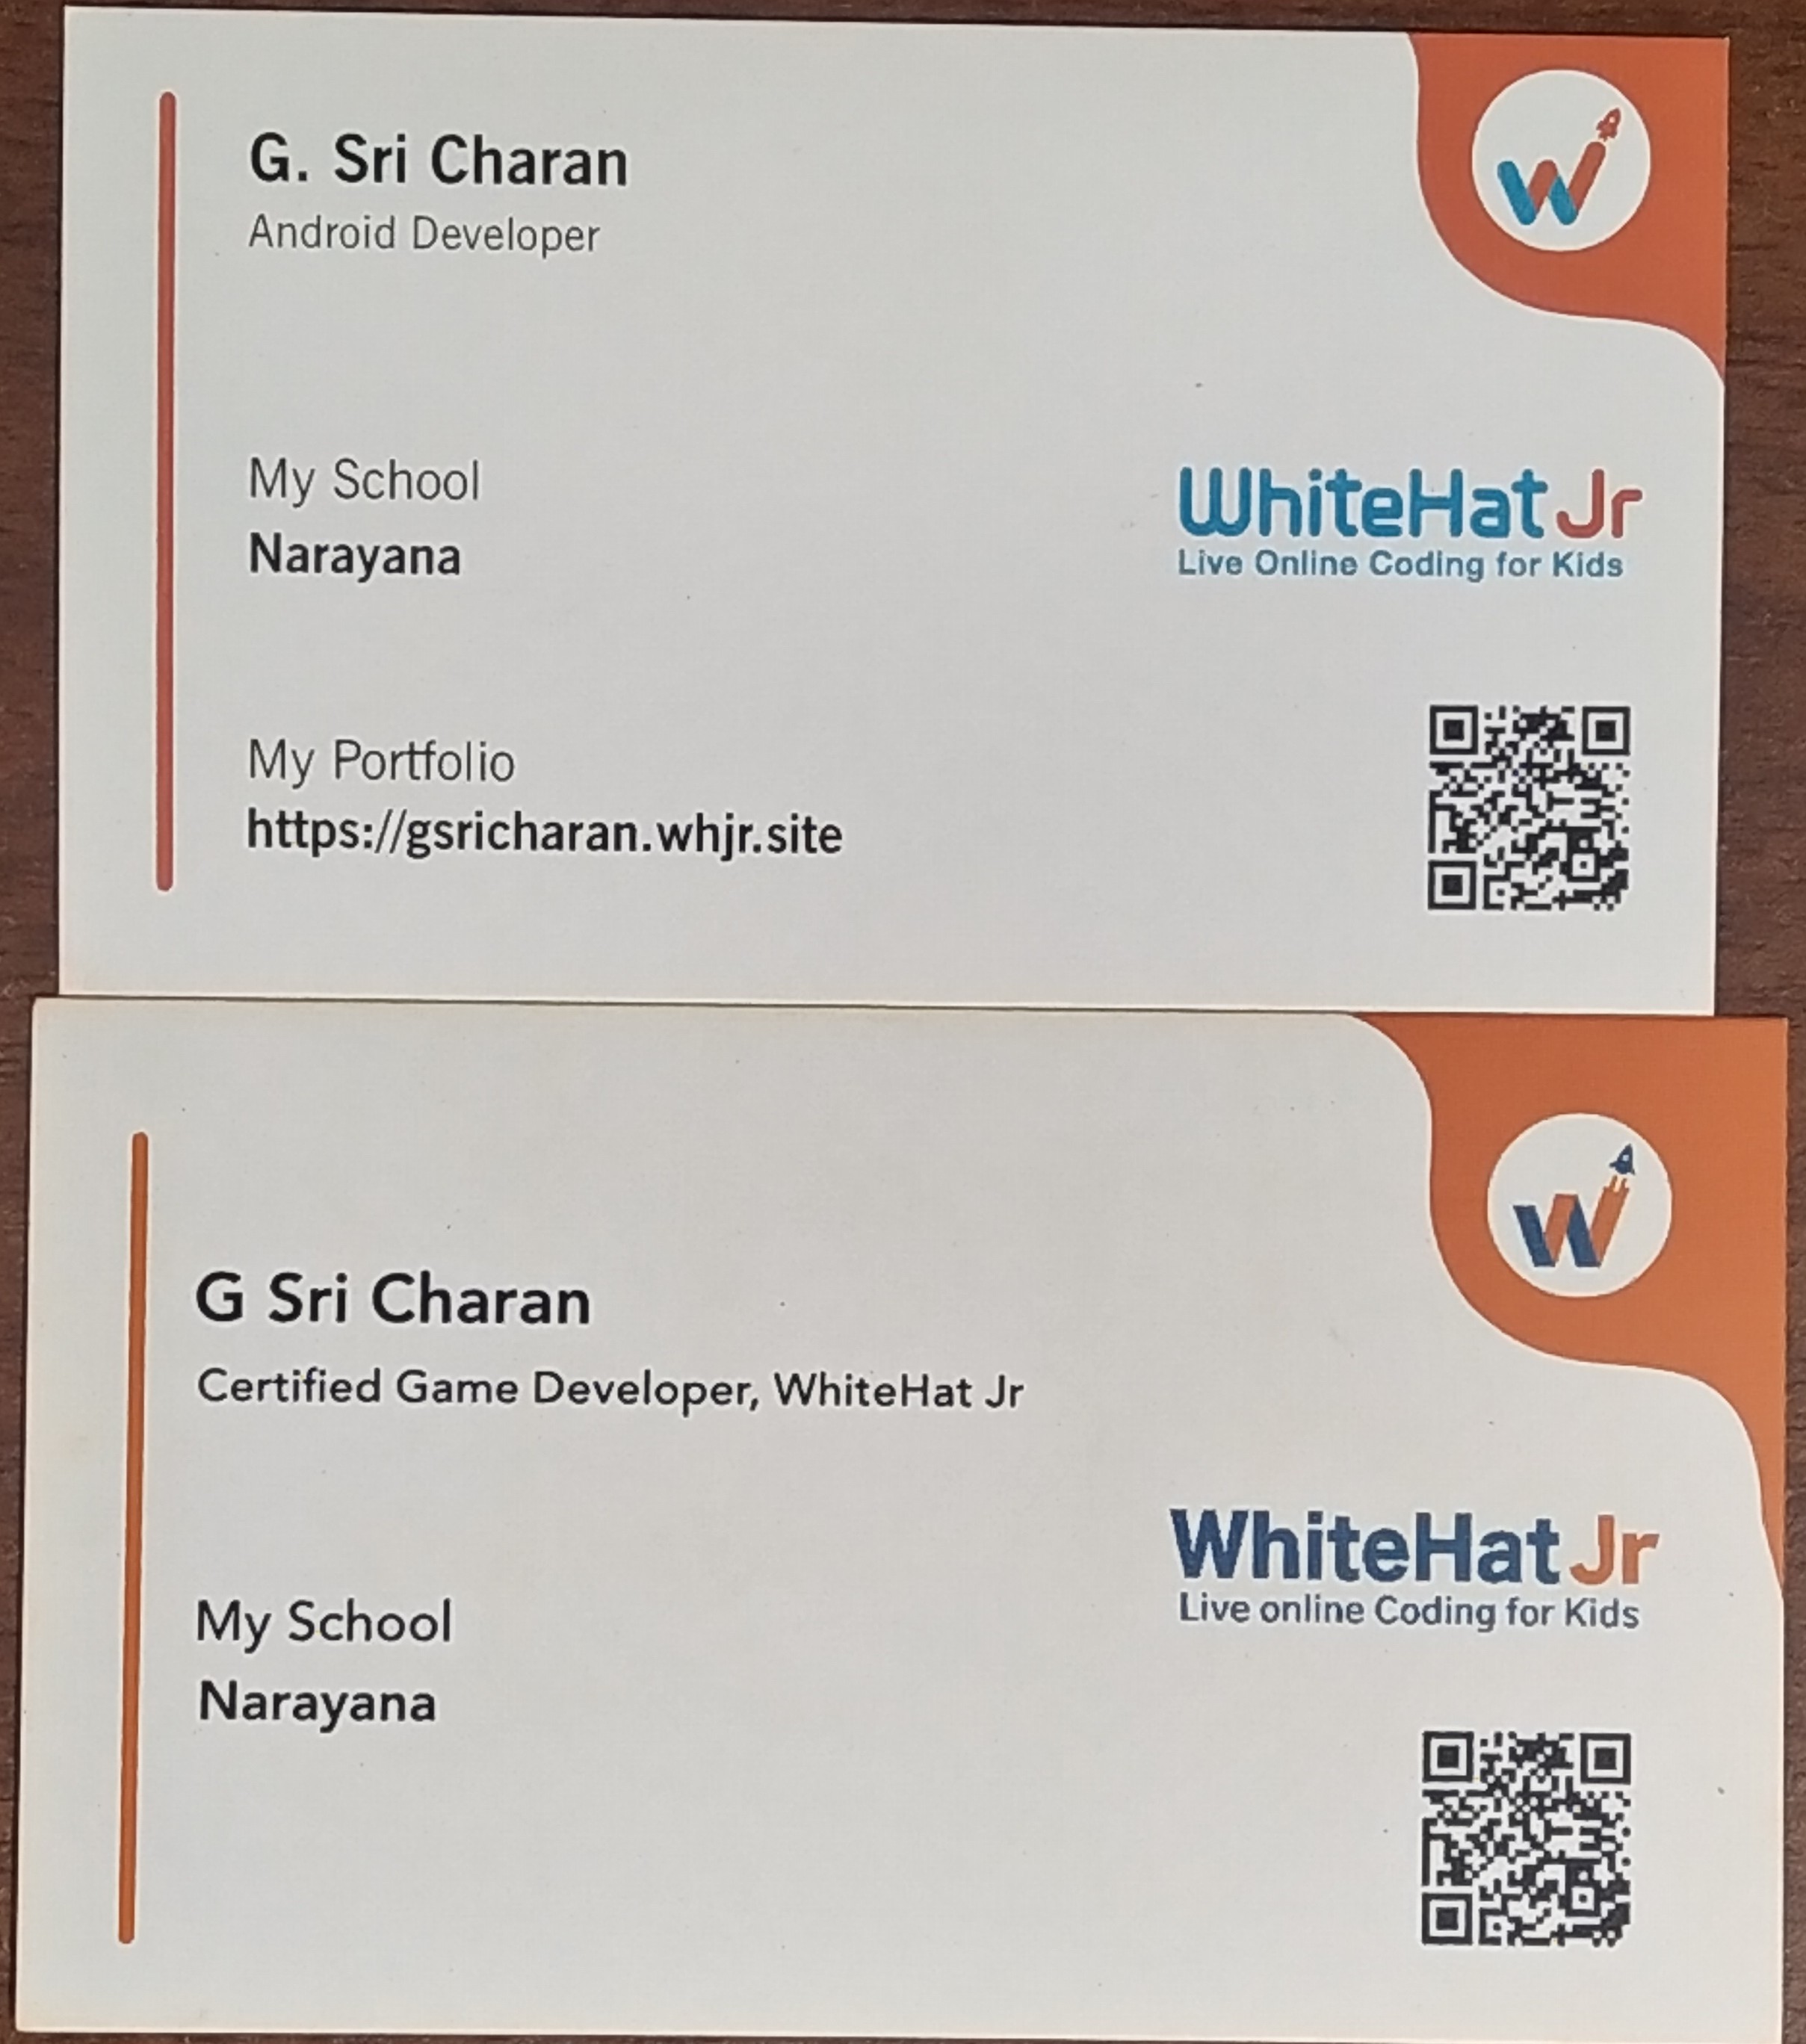 G. Sri Charan
Android Developer
My School
Narayana
My Portfolio
https://gsricharan.whjr.site
W
WhiteHat Jr
Live Online Coding for Kids
G Sri Charan
Certified Game Developer, WhiteHat Jr
My School
Narayana
W
WhiteHat Jr
Live online Coding for Kids